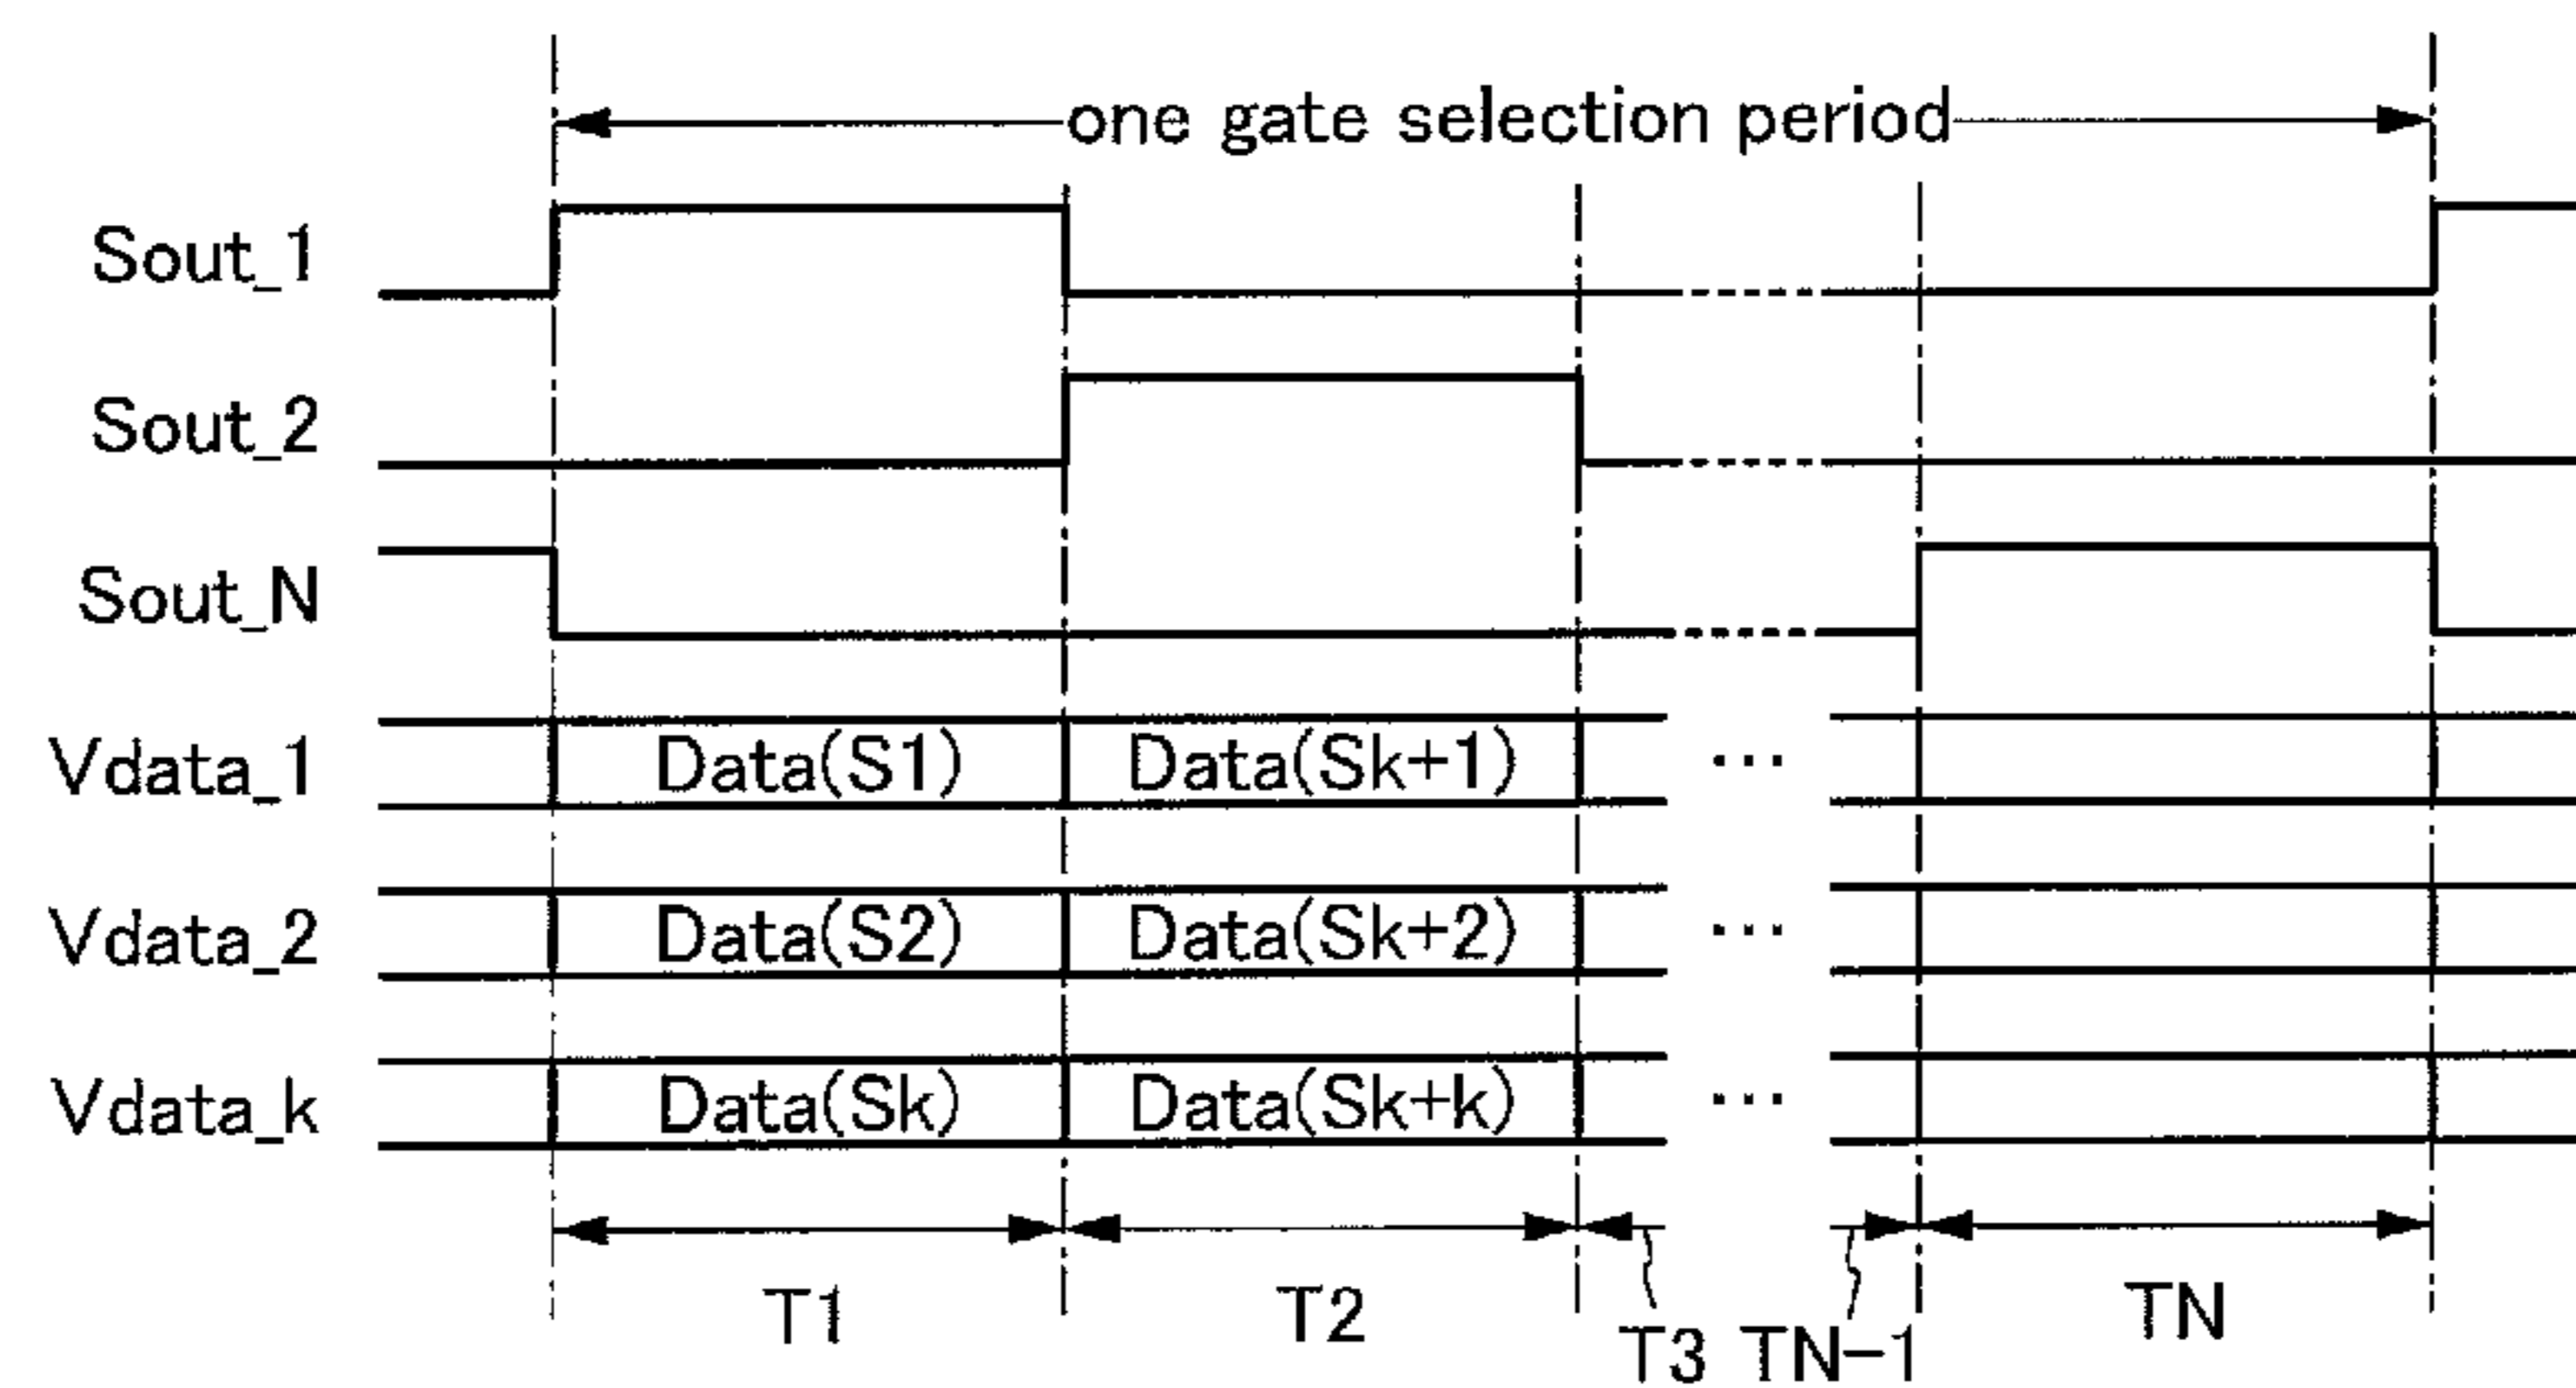 one gate selection period
Sout_1
Sout_2
Sout_N
Vdata_1 Data(S1) Data(Sk+1) ...
Vdata_2 Data(S2) Data(Sk+2) ...
Vdata_k Data(Sk) Data(Sk+k) ...
T1 T2 T3 TN-1 TN